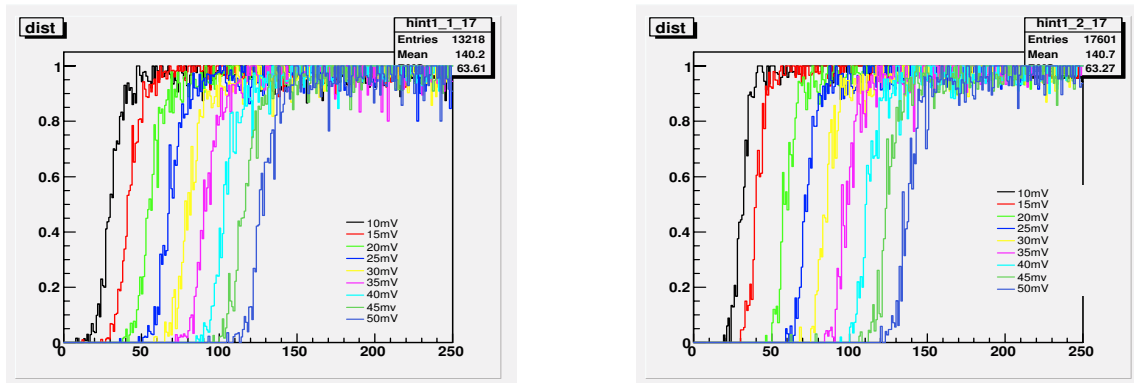 dist
hint1_1_17
Entries 13218
Mean 140.2
63.61
1
0.8
0.6
0.4
0.2
0
0 50 100 150 200 250
10mV
15mV
20mV
25mV
30mV
35mV
40mV
45mv
50mV
dist
hint1_2_17
Entries 17601
Mean 140.7
63.27
1
0.8
0.6
0.4
0.2
0
0 50 100 150 200 250
10mV
15mV
20mV
25mV
30mV
35mV
40mV
45mv
50mV